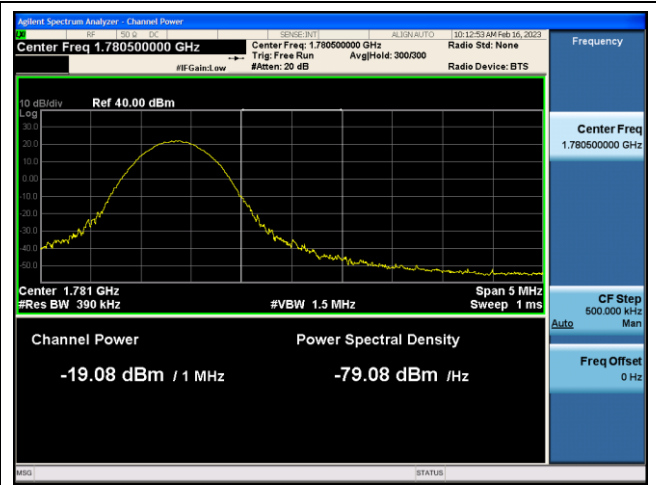 Agilent Spectrum Analyzer - Channel Power
LXI RF 50 Ω DC SENSE:INT ALIGN AUTO 10:12:53 AM Feb 16, 2023
Center Freq 1.780500000 GHz
Center Freq: 1.780500000 GHz
Radio Std: None
Trig: Free Run Avg|Hold: 300/300
#IFGain:Low
#Atten: 20 dB
Radio Device: BTS
Frequency
10 dB/div Ref 40.00 dBm
Log
30.0
20.0
10.0
0.00
-10.0
-20.0
-30.0
-40.0
-50.0
Center 1.781 GHz
Span 5 MHz
#Res BW 390 kHz
#VBW 1.5 MHz
Sweep 1 ms
Channel Power
Power Spectral Density
-19.08 dBm / 1 MHz
-79.08 dBm /Hz
Center Freq
1.780500000 GHz
CF Step
500.000 kHz
Auto Man
Freq Offset
0 Hz
MSG
STATUS